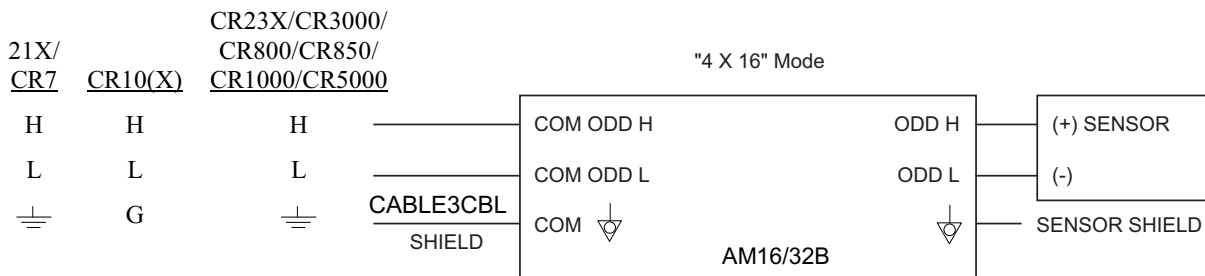 CR23X/CR3000/
21X/ CR800/CR850/
CR7 CR10(X) CR1000/CR5000
"4 X 16" Mode
H H H COM ODD H ODD H (+) SENSOR
L L L COM ODD L ODD L (-)
G CABLE3CBL COM SENSOR SHIELD
SHIELD
AM16/32B